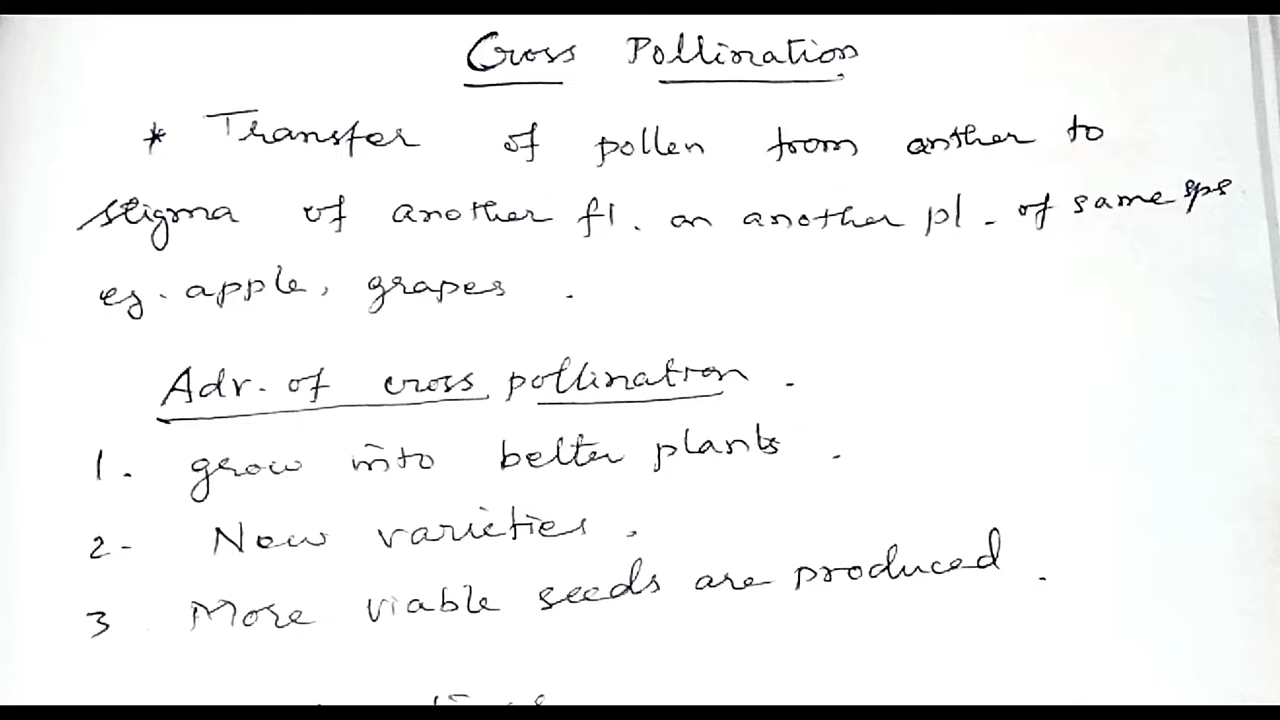 Cross Pollination
* Transfer of pollen from anther to
stigma of another fl. on another pl. of same sps
eg. apple, grapes.
Adv. of cross pollination.
1. grow into better plants.
2- New varieties.
3 More viable seeds are produced.